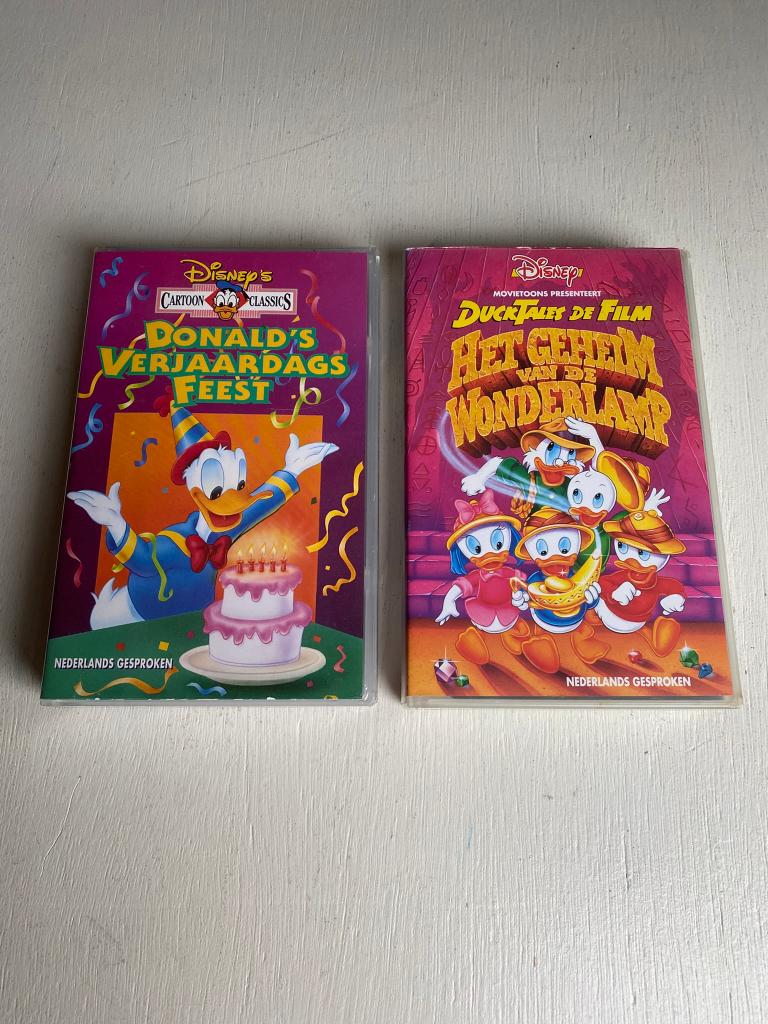 Disney's
CARTOON CLASSICS
DONALD'S
VERJAARDAGS
FEEST
NEDERLANDS GESPROKEN
Disney
MOVIETOONS PRESENTEERT
DUCKTALES DE FILM
HET GEHEIM
VAN DE
WONDERLAMP
NEDERLANDS GESPROKEN